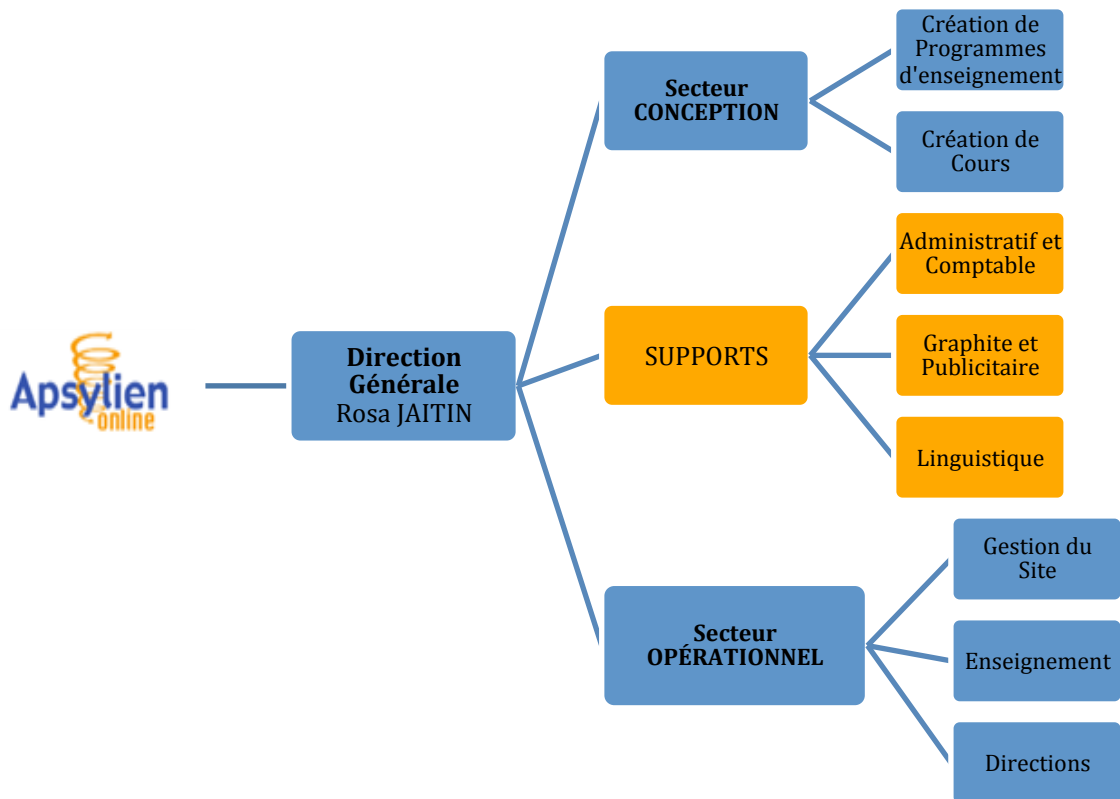 Apsylien
online
Direction
Générale
Rosa JAITIN
Secteur
CONCEPTION
Création de
Programmes
d'enseignement
Création de
Cours
SUPPORTS
Administratif et
Comptable
Graphite et
Publicitaire
Linguistique
Secteur
OPÉRATIONNEL
Gestion du
Site
Enseignement
Directions